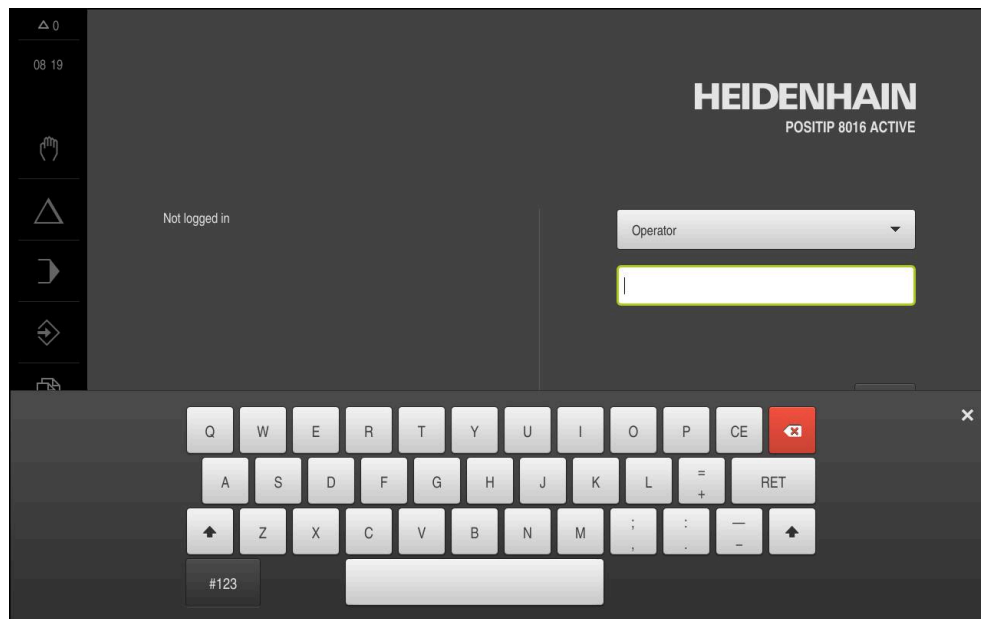 0
08 19
HEIDENHAIN
POSITIP 8016 ACTIVE
Not logged in
Operator
Q W E R T Y U I O P CE
A S D F G H J K L = + RET
Z X C V B N M ; , : . — –
#123